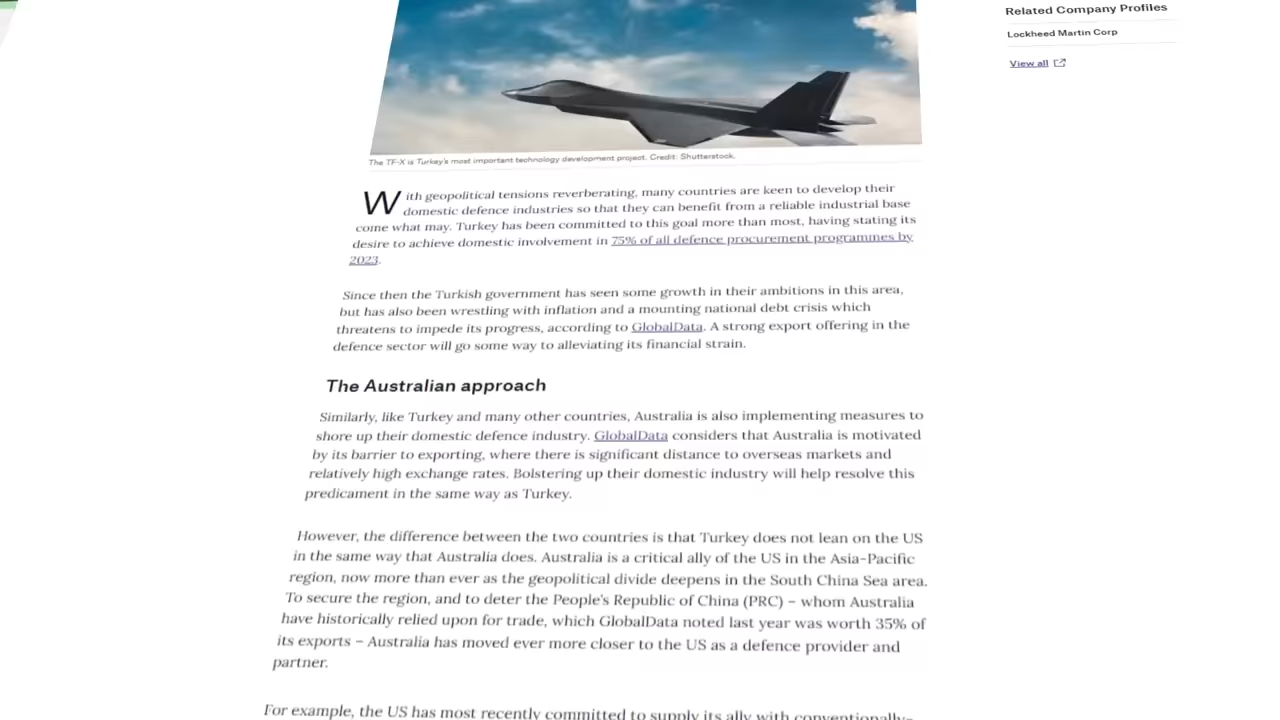 Related Company Profiles
Lockheed Martin Corp
View all
The TF-X is Turkey's most important technology development project. Credit: Shutterstock.
With geopolitical tensions reverberating, many countries are keen to develop their
domestic defence industries so that they can benefit from a reliable industrial base
come what may. Turkey has been committed to this goal more than most, having stating its
desire to achieve domestic involvement in 75% of all defence procurement programmes by
2023.
Since then the Turkish government has seen some growth in their ambitions in this area,
but has also been wrestling with inflation and a mounting national debt crisis which
threatens to impede its progress, according to GlobalData. A strong export offering in the
defence sector will go some way to alleviating its financial strain.
The Australian approach
Similarly, like Turkey and many other countries, Australia is also implementing measures to
shore up their domestic defence industry. GlobalData considers that Australia is motivated
by its barrier to exporting, where there is significant distance to overseas markets and
relatively high exchange rates. Bolstering up their domestic industry will help resolve this
predicament in the same way as Turkey.
However, the difference between the two countries is that Turkey does not lean on the US
in the same way that Australia does. Australia is a critical ally of the US in the Asia-Pacific
region, now more than ever as the geopolitical divide deepens in the South China Sea area.
To secure the region, and to deter the People's Republic of China (PRC) – whom Australia
have historically relied upon for trade, which GlobalData noted last year was worth 35% of
its exports – Australia has moved ever more closer to the US as a defence provider and
partner.
For example, the US has most recently committed to supply its ally with conventionally-